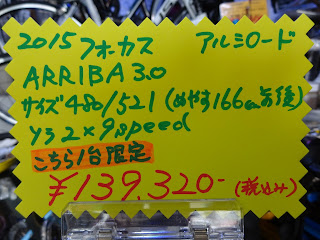 2015 フォカス アルミロード
ARRIBA 3.0
サイズ 480/521 (めやす166cm前後)
2×9speed
こちら1台限定
¥139,320- (税込み)